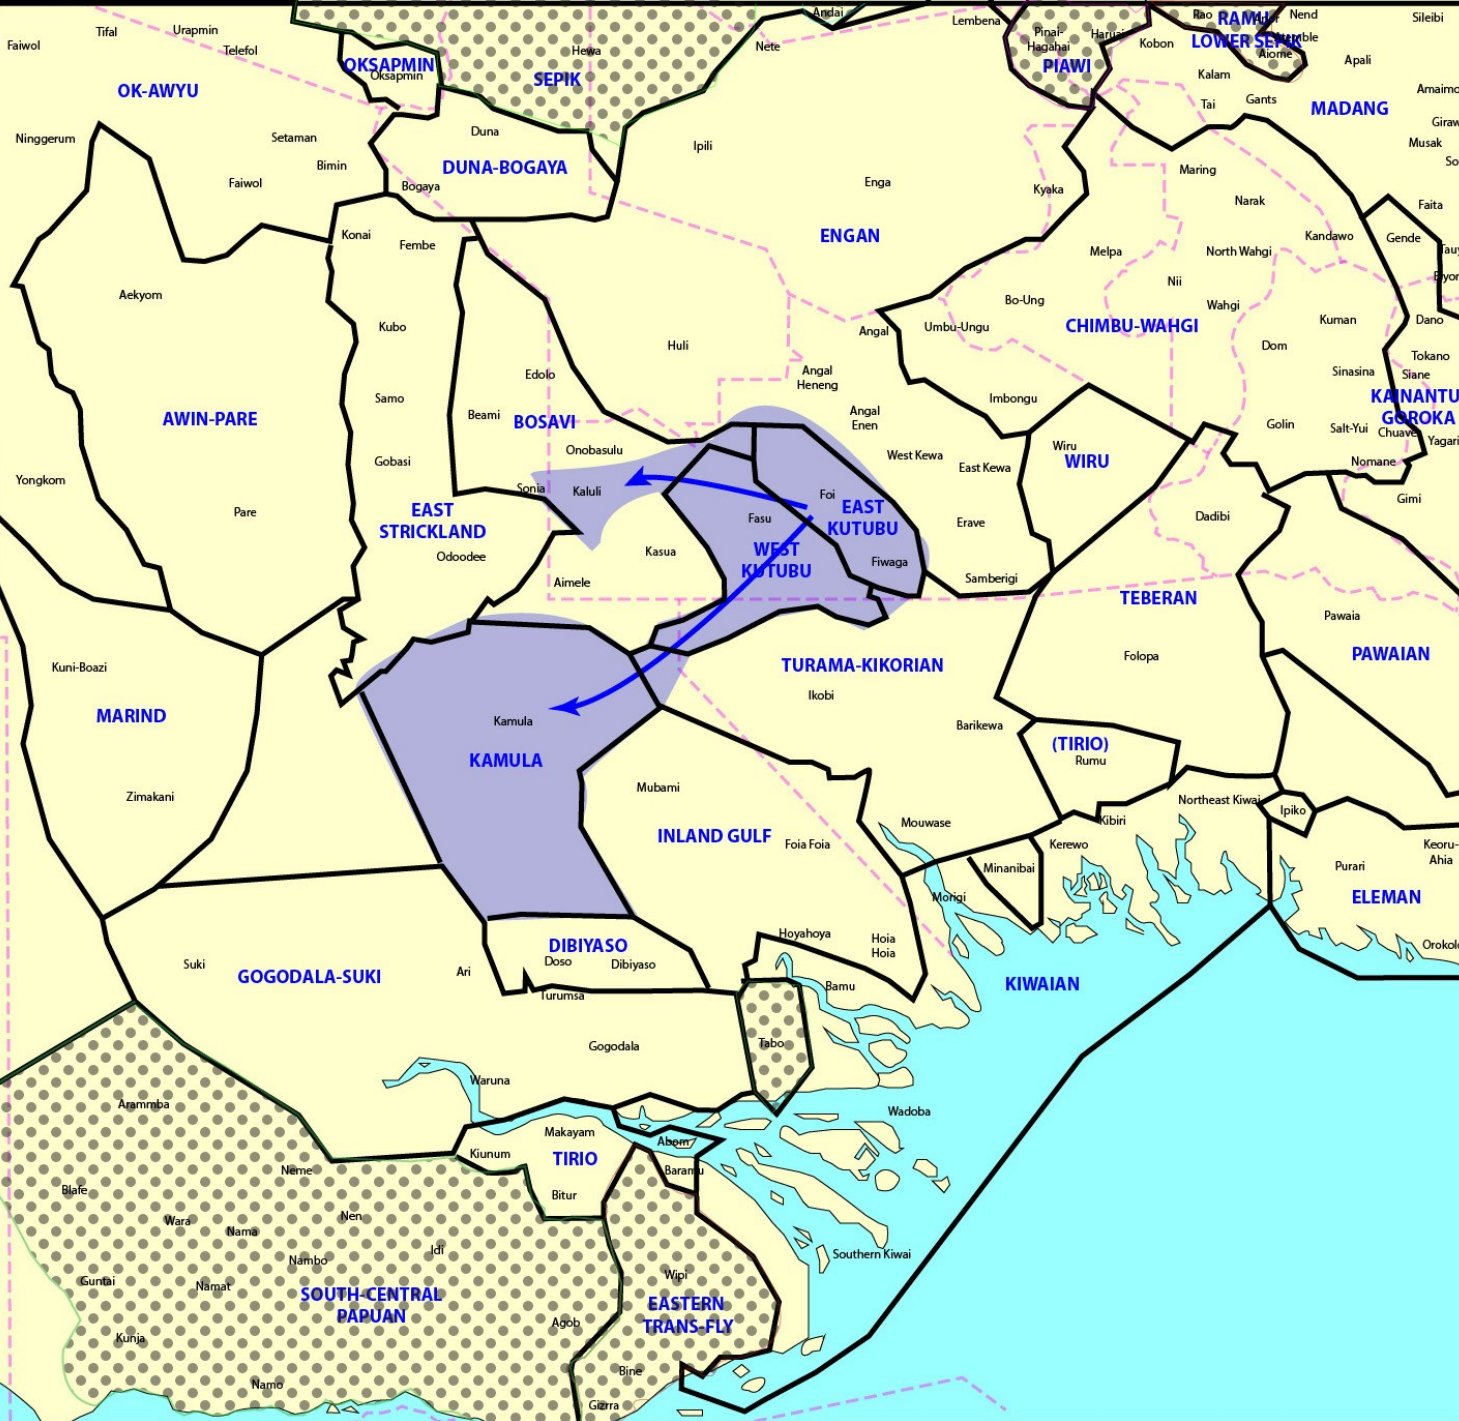 Faiwol
Tifal
Urapmin
Telefol
OK-AWYU
Ninggerum
Setaman
Bimin
Faiwol
OKSAPMIN
Oksapmin
Hewa
SEPIK
Duna
DUNA-BOGAYA
Bogaya
Andai
Nete
Lembena
Ipili
Enga
ENGAN
Kyaka
Pinai-
Hagahai
Haruai
PIAWI
Kobon
Rao
RAMU-
LOWER SEPIK
Nend
Aiome
Kalam
Tai
Gants
Apali
Sileibi
MADANG
Musak
Faita
Maring
Narak
Kandawo
Gende
Melpa
North Wahgi
Nii
Wahgi
Bo-Ung
Umbu-Ungu
CHIMBU-WAHGI
Kuman
Dom
Sinasina
Dano
Tokano
Siane
KAINANTU
GOROKA
Golin
Salt-Yui
Chuave
Nomane
Gimi
Imbongu
Konai
Fembe
Aekyom
Kubo
Samo
AWIN-PARE
Gobasi
Yongkom
Pare
EAST
STRICKLAND
Odoodee
Edolo
Beami
BOSAVI
Onobasulu
Sonia
Kaluli
Kasua
Aimele
Huli
Angal
Angal
Heneng
Angal
Enen
West Kewa
East Kewa
Erave
Samberigi
Wiru
WIRU
Dadibi
Foi
EAST
KUTUBU
Fasu
WEST
KUTUBU
Fiwaga
TEBERAN
Folopa
Pawaia
PAWAIAN
TURAMA-KIKORIAN
Ikobi
Barikewa
(TIRIO)
Rumu
Kuni-Boazi
MARIND
Zimakani
Kamula
KAMULA
Mubami
INLAND GULF
Foia Foia
Mouwase
Minanibai
Kerewo
Kibiri
Northeast Kiwai
Ipiko
Keoru-
Ahia
Purari
ELEMAN
Morigi
Hoyahoya
Hoia
Hoia
KIWAIAN
Bamu
DIBIYASO
Doso
Dibiyaso
Suki
GOGODALA-SUKI
Ari
Turumsa
Gogodala
Tabo
Waruna
Wadoba
Makayam
Kiunum
TIRIO
Bitur
Abom
Baramu
Southern Kiwai
Arammba
Neme
Blafe
Wara
Nama
Nen
Nambo
Idi
Guntai
Namat
SOUTH-CENTRAL
PAPUAN
Kunja
Namo
Agob
Wipi
EASTERN
TRANS-FLY
Bine
Gizrra